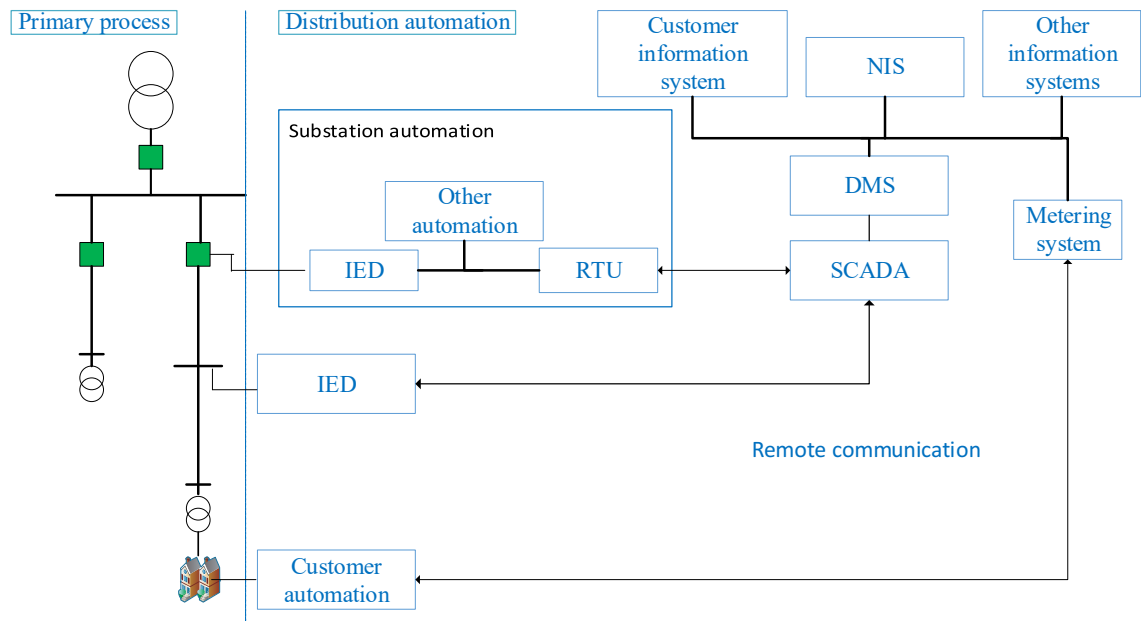 Primary process
Distribution automation
Customer
information
system
NIS
Other
information
systems
Substation automation
Other
automation
DMS
Metering
system
IED
RTU
SCADA
IED
Remote communication
Customer
automation